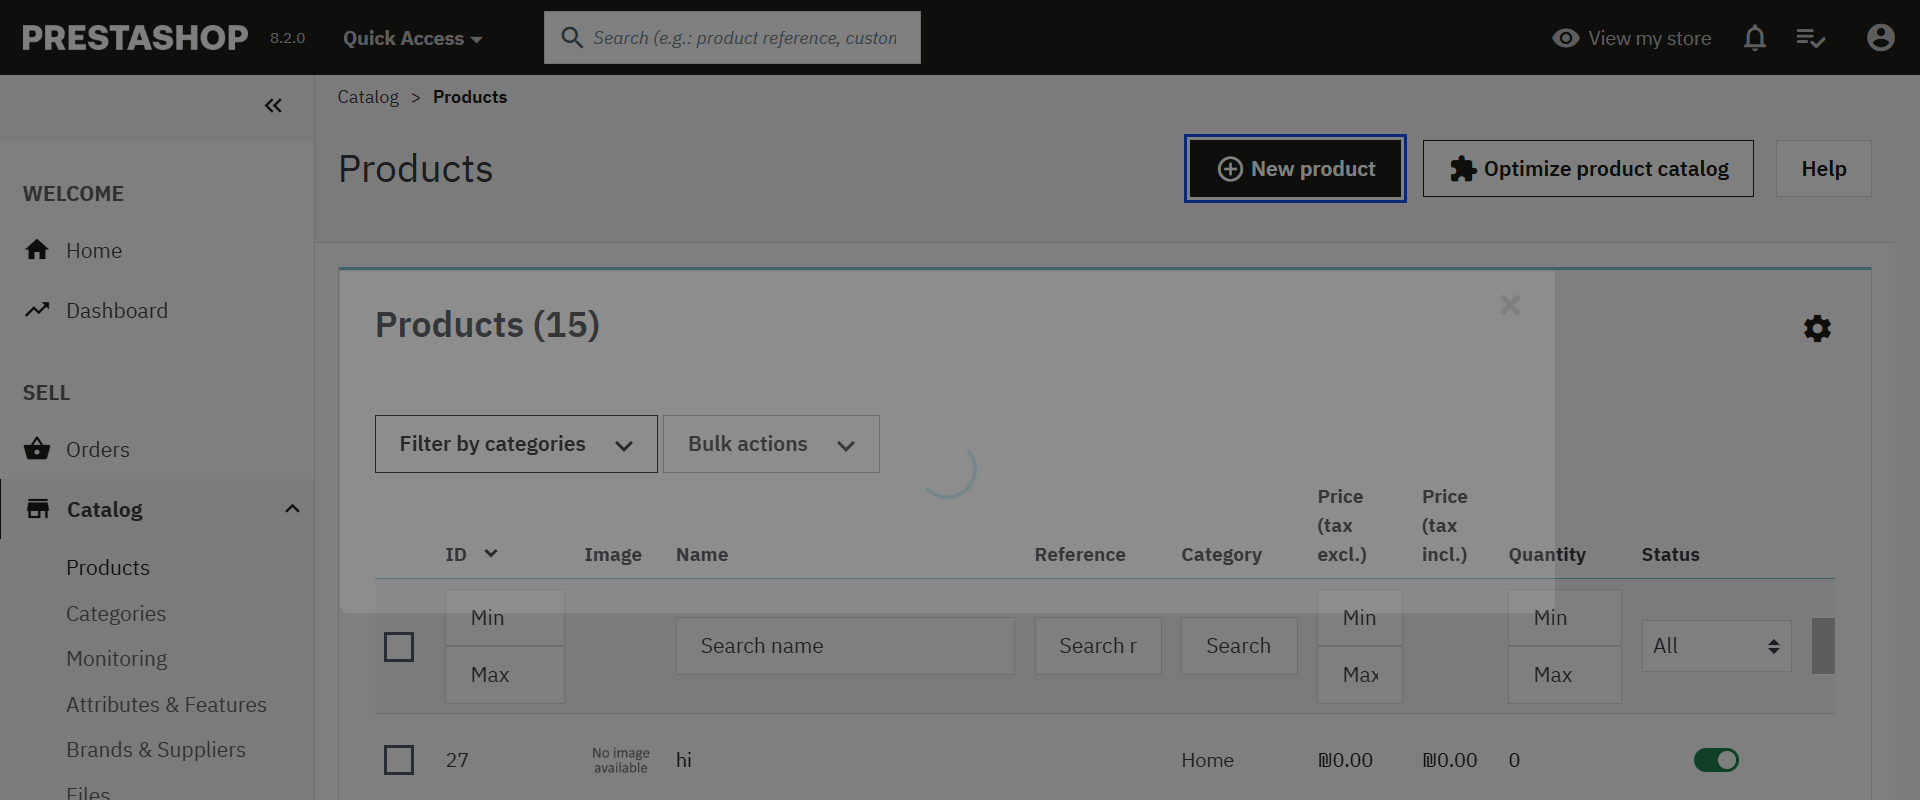 PRESTASHOP 8.2.0 Quick Access Search (e.g.: product reference, custon View my store
Catalog > Products
Products New product Optimize product catalog Help
WELCOME
Home
Dashboard
SELL
Orders
Catalog
Products
Categories
Monitoring
Attributes & Features
Brands & Suppliers
Files
Products (15)
Filter by categories Bulk actions
ID Image Name Reference Category Price (tax excl.) Price (tax incl.) Quantity Status
Min Min Min
Search name Search r Search All
Max Max Max
27 No image available hi Home ₪0.00 ₪0.00 0